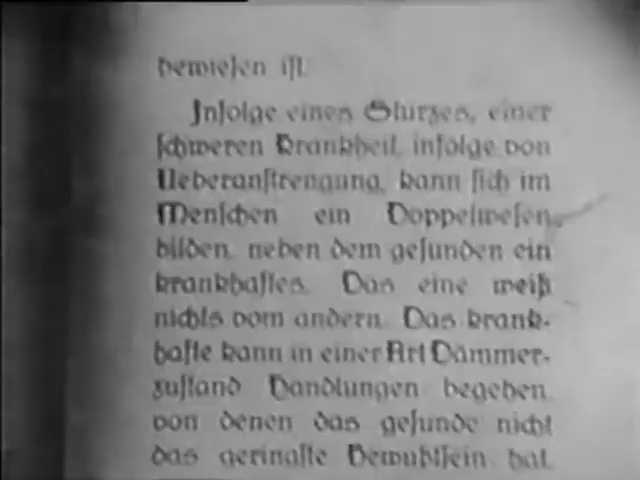 bewiesen ist.
Infolge eines Sturzes, einer
schweren Krankheit, infolge von
Ueberanstrengung, kann sich im
Menschen ein Doppelwesen
bilden, neben dem gesunden ein
krankhaftes. Das eine weiß
nichts vom andern. Das krank-
hafte kann in einer Art Dämmer-
zustand Handlungen begehen,
von denen das gesunde nicht
das geringste Bewußtsein hat.